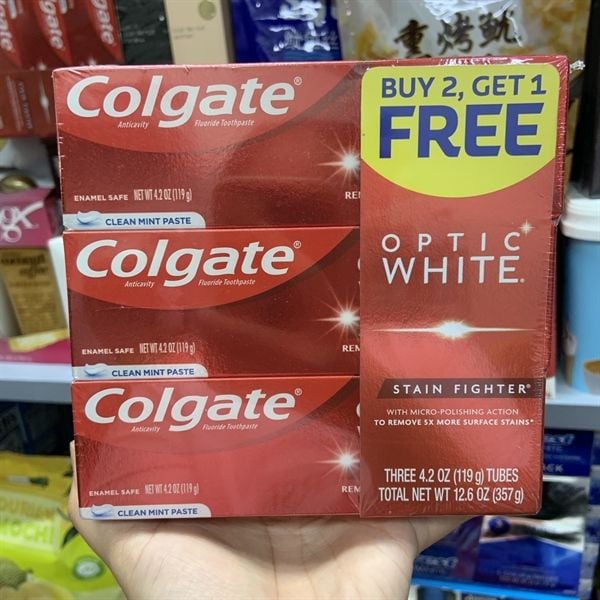 Colgate®
Anticavity Fluoride Toothpaste
ENAMEL SAFE NET WT 4.2 OZ (119 g)
CLEAN MINT PASTE
Colgate®
Anticavity Fluoride Toothpaste
ENAMEL SAFE NET WT 4.2 OZ (119 g)
CLEAN MINT PASTE
Colgate®
Anticavity Fluoride Toothpaste
ENAMEL SAFE NET WT 4.2 OZ (119 g)
CLEAN MINT PASTE
BUY 2, GET 1
FREE
OPTIC
WHITE®
STAIN FIGHTER®
WITH MICRO-POLISHING ACTION
TO REMOVE 5X MORE SURFACE STAINS*
THREE 4.2 OZ (119 g) TUBES
TOTAL NET WT 12.6 OZ (357 g)